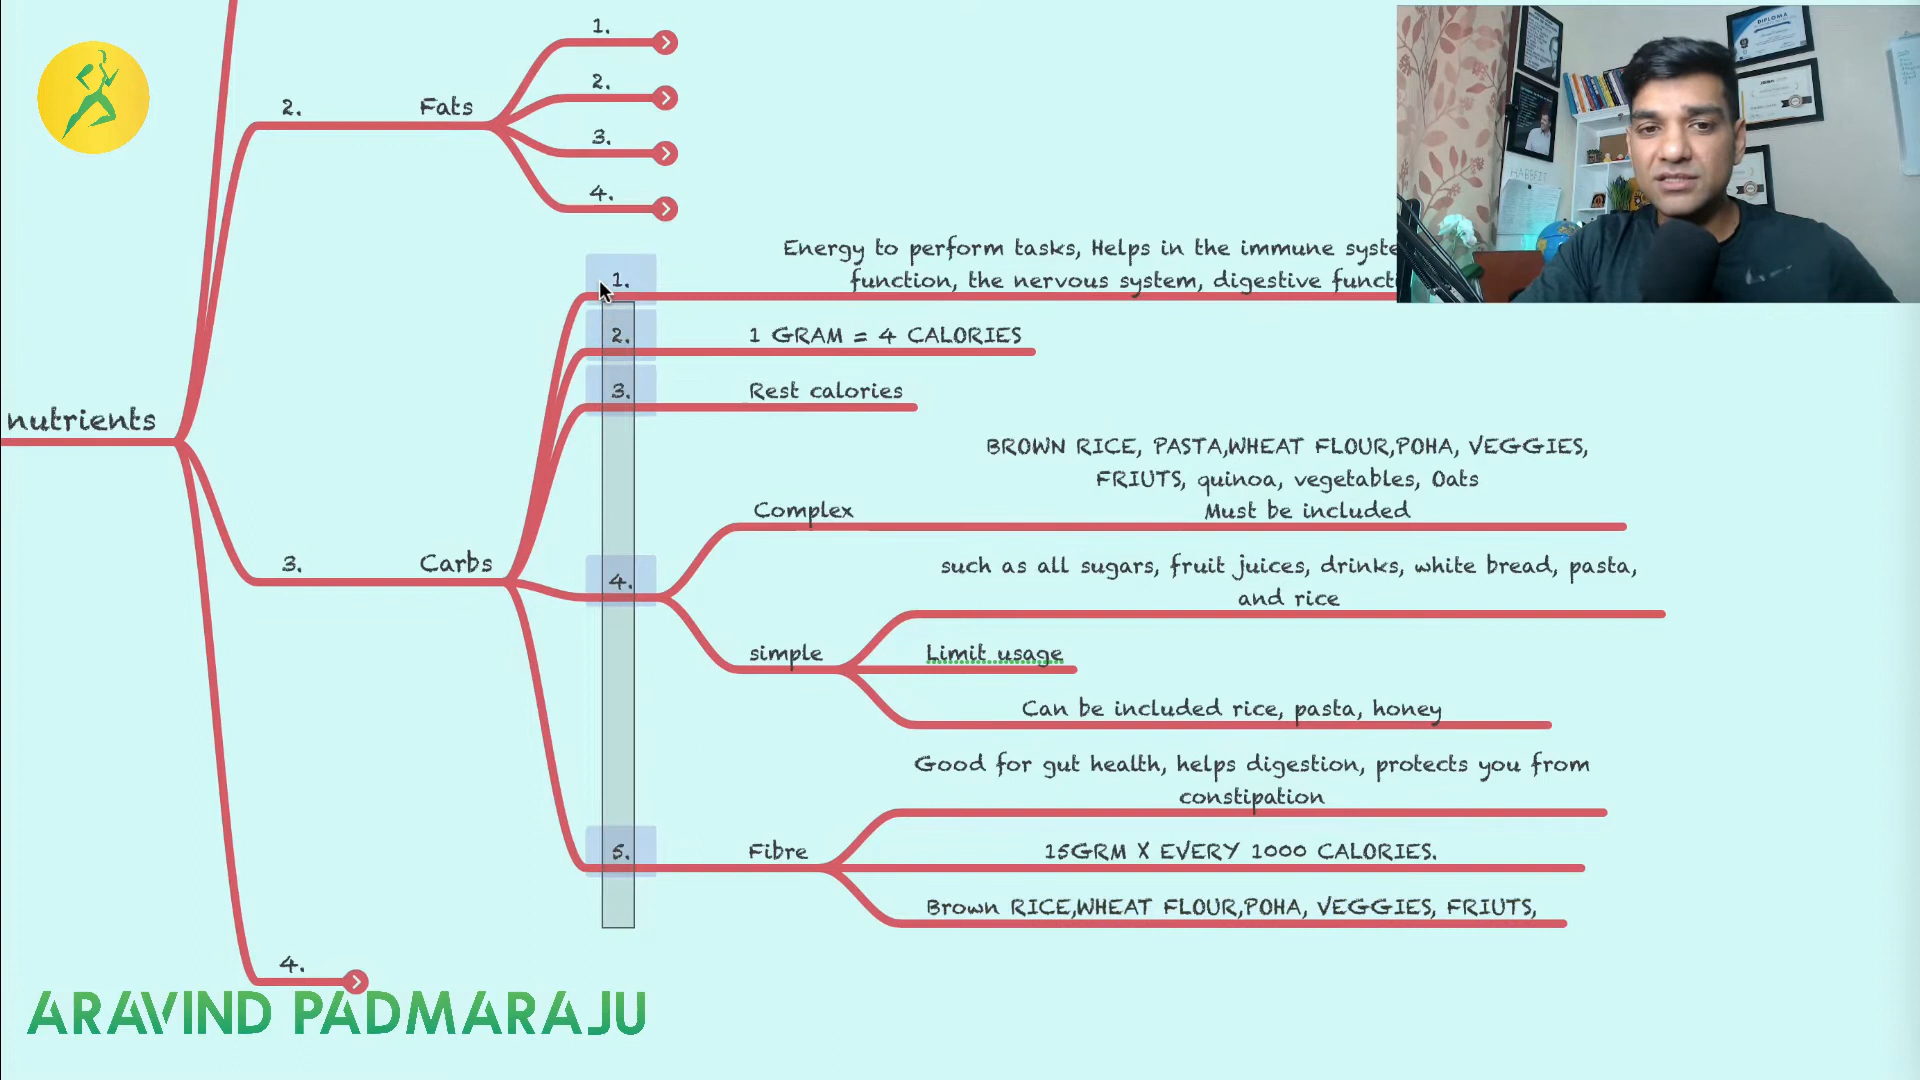 1.
2.
2. Fats
3.
4.
Energy to perform tasks, Helps in the immune syste
1. function, the nervous system, digestive functi
2. 1 GRAM = 4 CALORIES
3. Rest calories
nutrients
BROWN RICE, PASTA,WHEAT FLOUR,POHA, VEGGIES,
FRIUTS, quinoa, vegetables, Oats
Complex Must be included
3. Carbs
such as all sugars, fruit juices, drinks, white bread, pasta,
4. and rice
simple Limit usage
Can be included rice, pasta, honey
Good for gut health, helps digestion, protects you from
constipation
5. Fibre 15GRM X EVERY 1000 CALORIES.
Brown RICE,WHEAT FLOUR,POHA, VEGGIES, FRIUTS,
4.
ARAVIND PADMARAJU
DIPLOMA
HABBFIT